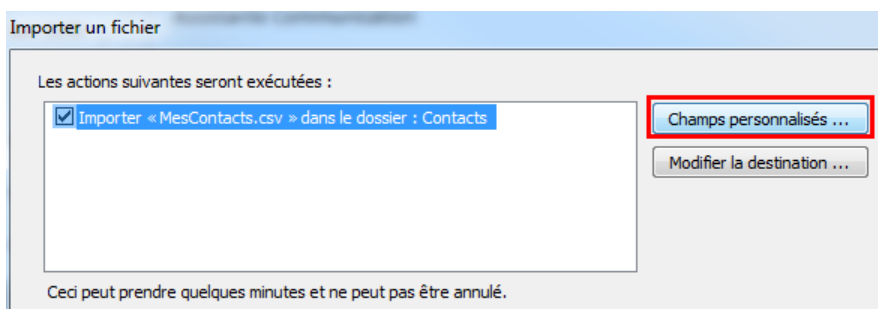 Importer un fichier
Les actions suivantes seront exécutées :
Importer « MesContacts.csv » dans le dossier : Contacts
Champs personnalisés ...
Modifier la destination ...
Ceci peut prendre quelques minutes et ne peut pas être annulé.